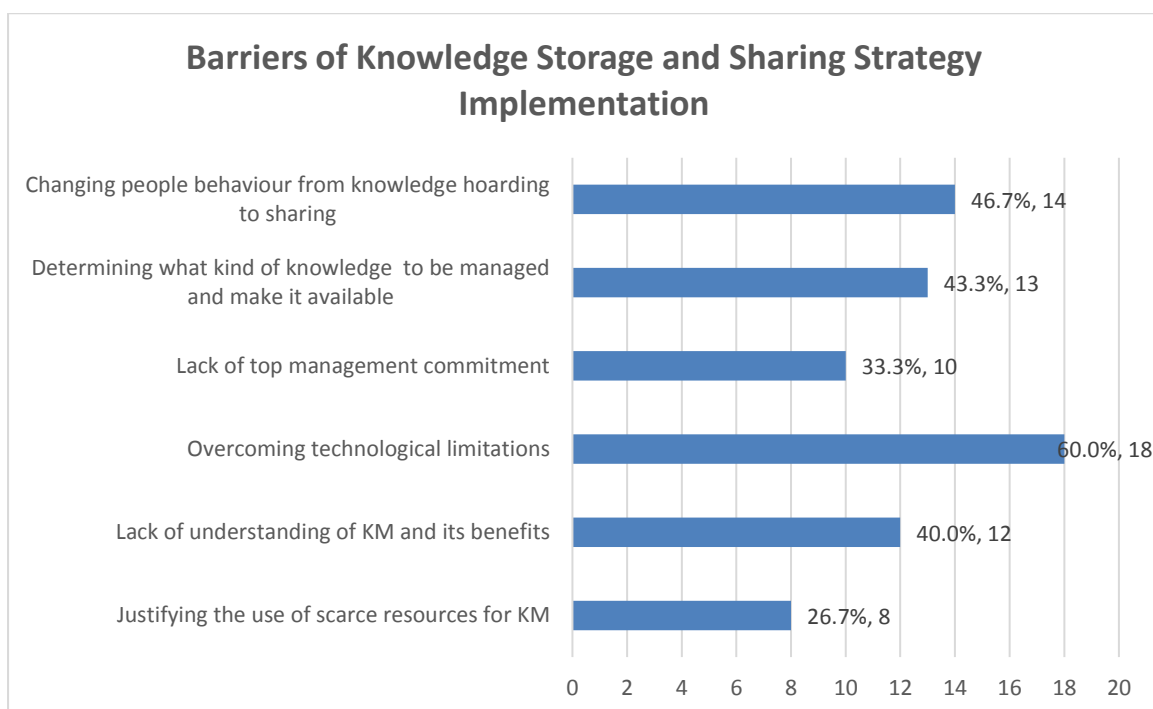 Barriers of Knowledge Storage and Sharing Strategy
Implementation
Changing people behaviour from knowledge hoarding
to sharing
46.7%, 14
Determining what kind of knowledge  to be managed
and make it available
43.3%, 13
Lack of top management commitment
33.3%, 10
Overcoming technological limitations
60.0%, 18
Lack of understanding of KM and its benefits
40.0%, 12
Justifying the use of scarce resources for KM
26.7%, 8
0 2 4 6 8 10 12 14 16 18 20